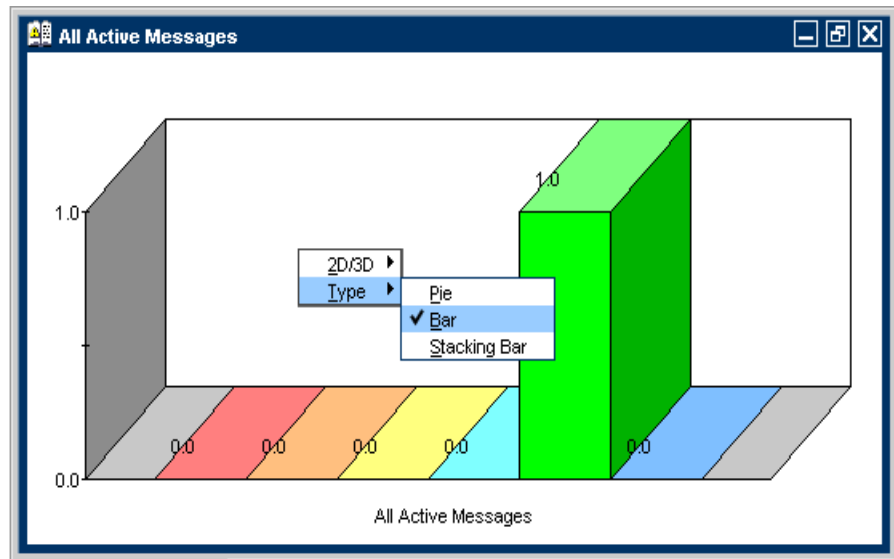 All Active Messages
1.0
1.0
2D/3D
Type
Pie
Bar
Stacking Bar
0.0 0.0 0.0 0.0 0.0
0.0
All Active Messages